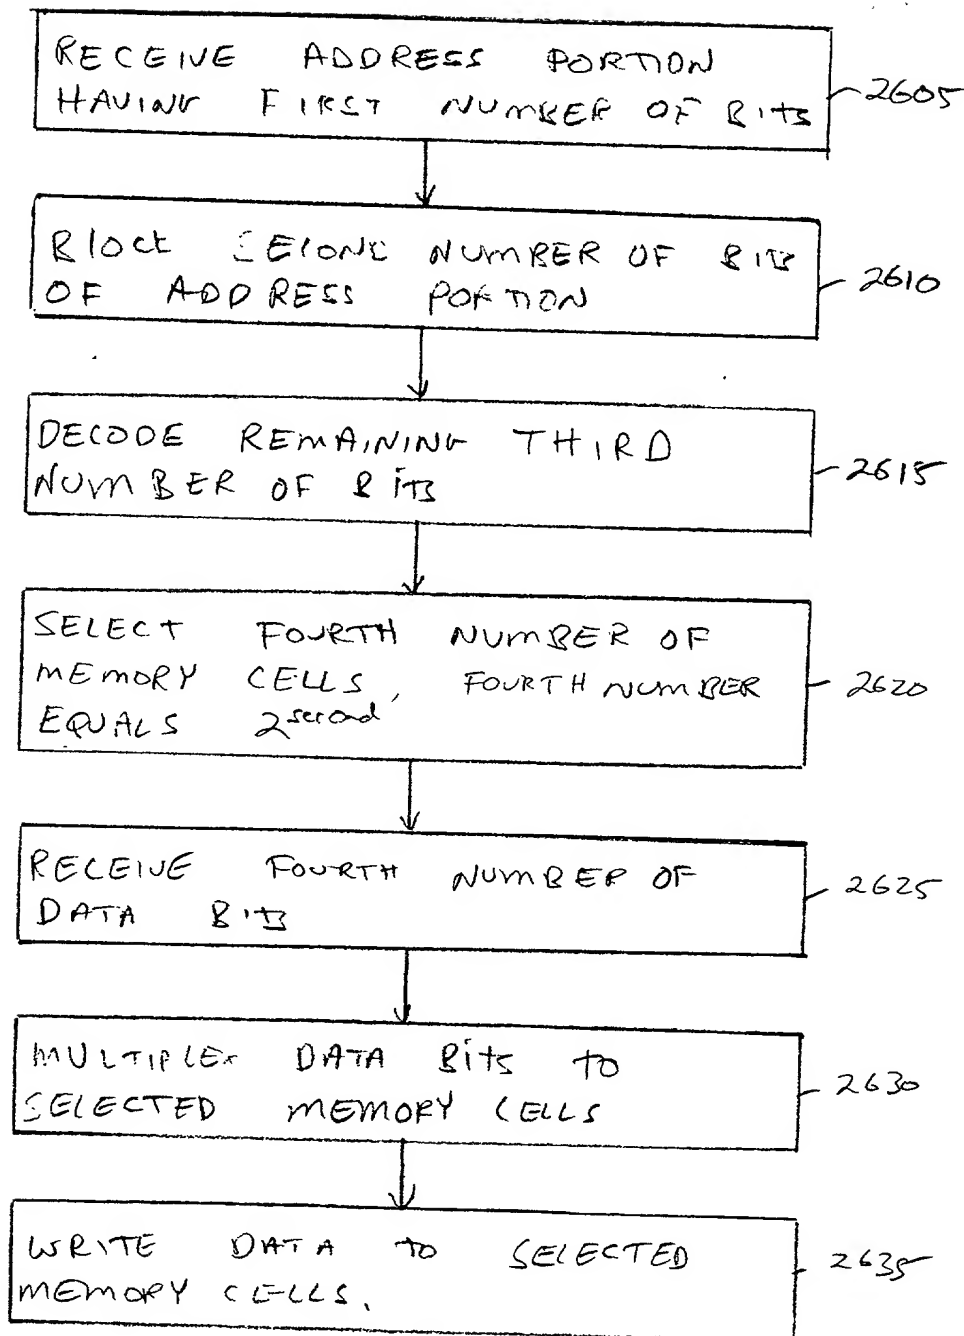 RECEIVE ADDRESS PORTION
HAVING FIRST NUMBER OF BITS
2605
BLOCK SECOND NUMBER OF BITS
OF ADDRESS PORTION
2610
DECODE REMAINING THIRD
NUMBER OF BITS
2615
SELECT FOURTH NUMBER OF
MEMORY CELLS, FOURTH NUMBER
EQUALS 2^second
2620
RECEIVE FOURTH NUMBER OF
DATA BITS
2625
MULTIPLEX DATA BITS TO
SELECTED MEMORY CELLS
2630
WRITE DATA TO SELECTED
MEMORY CELLS.
2635